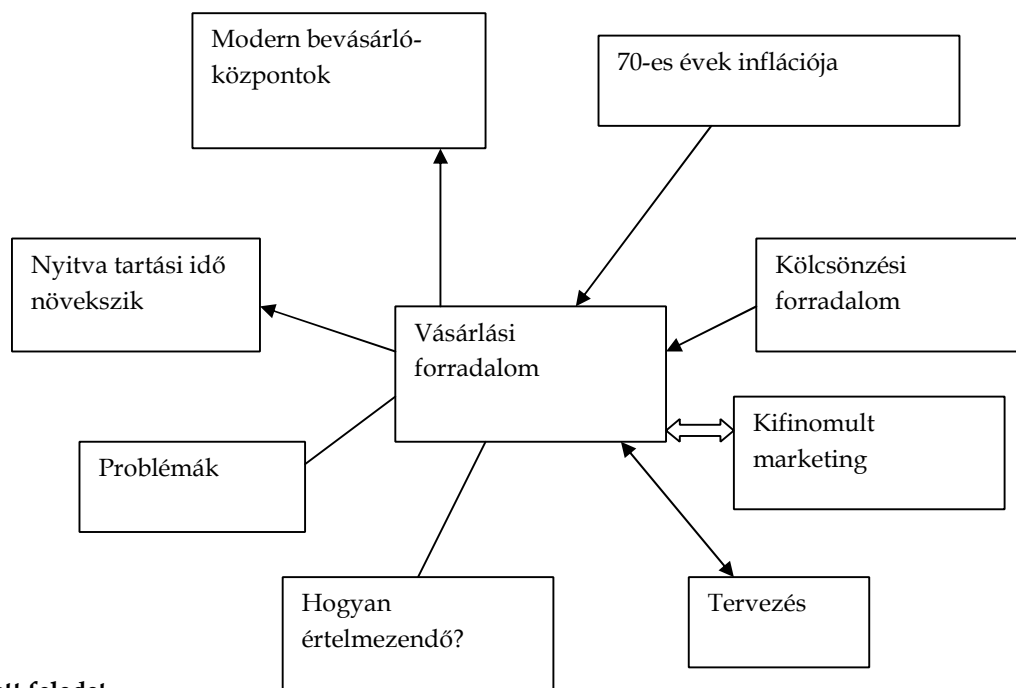 Modern bevásárló-
központok
70-es évek inflációja
Nyitva tartási idő
növekszik
Kölcsönzési
forradalom
Vásárlási
forradalom
Kifinomult
marketing
Problémák
Hogyan
értelmezendő?
Tervezés